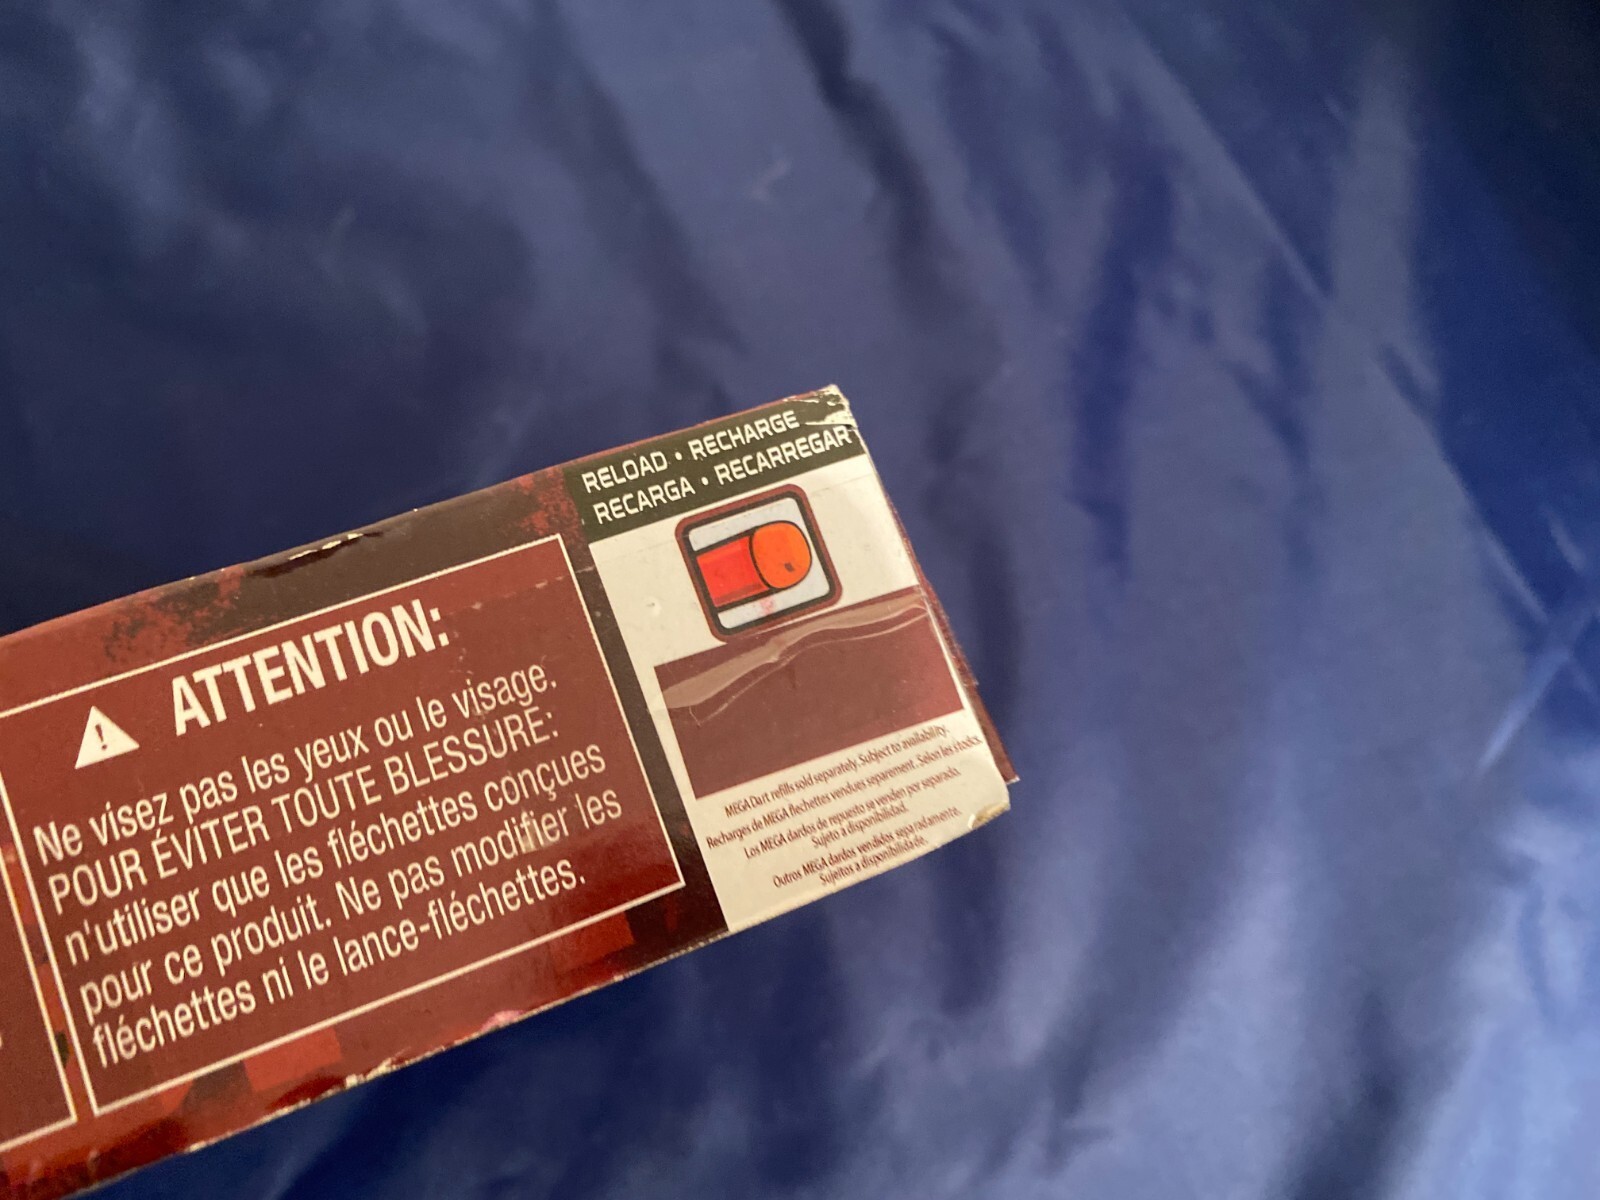 RELOAD • RECHARGE
RECARGA • RECARREGAR
ATTENTION:
Ne visez pas les yeux ou le visage.
POUR ÉVITER TOUTE BLESSURE:
n'utiliser que les fléchettes conçues
pour ce produit. Ne pas modifier les
fléchettes ni le lance-fléchettes.
MEGA Dart refills sold separately. Subject to availability.
Recharges de MEGA flechettes vendues separement. Selon les stocks.
Los MEGA dardos de repuesto se venden por separado.
Sujeto a disponibilidad.
Outros MEGA dardos vendidos separadamente.
Sujeitos a disponibilidade.